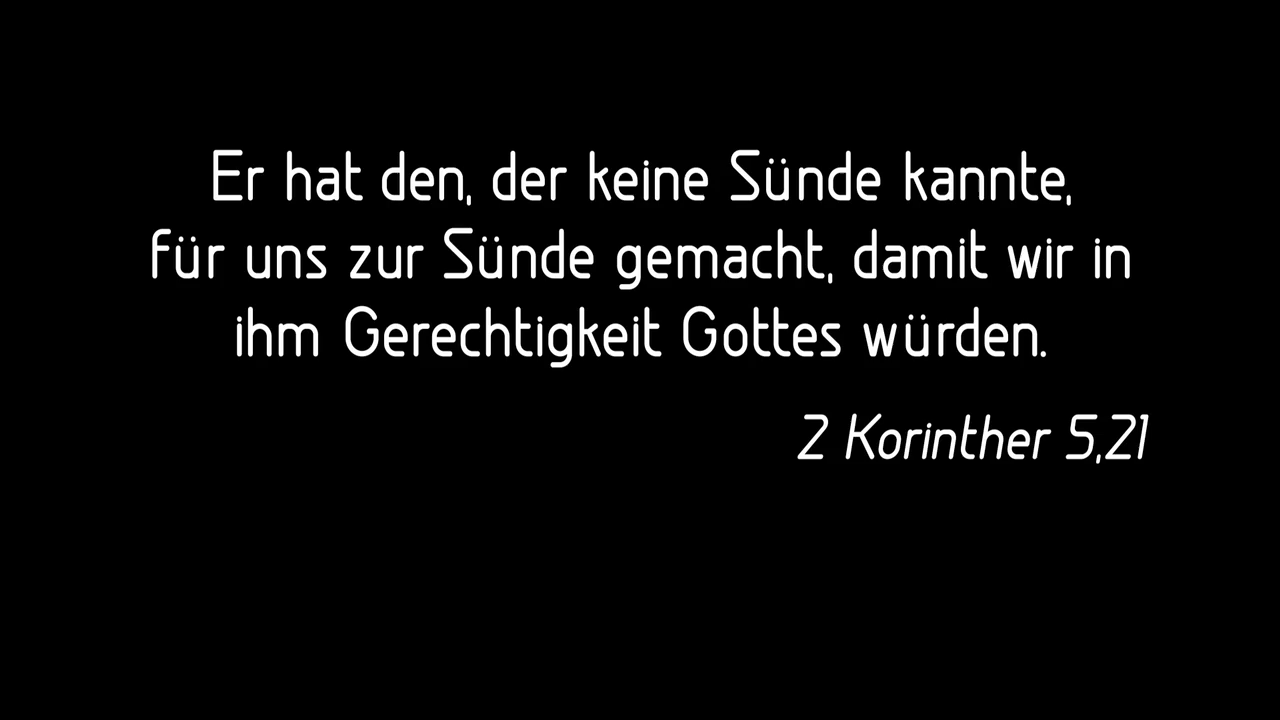 Er hat den, der keine Sünde kannte,
für uns zur Sünde gemacht, damit wir in
ihm Gerechtigkeit Gottes würden.
2 Korinther 5,21